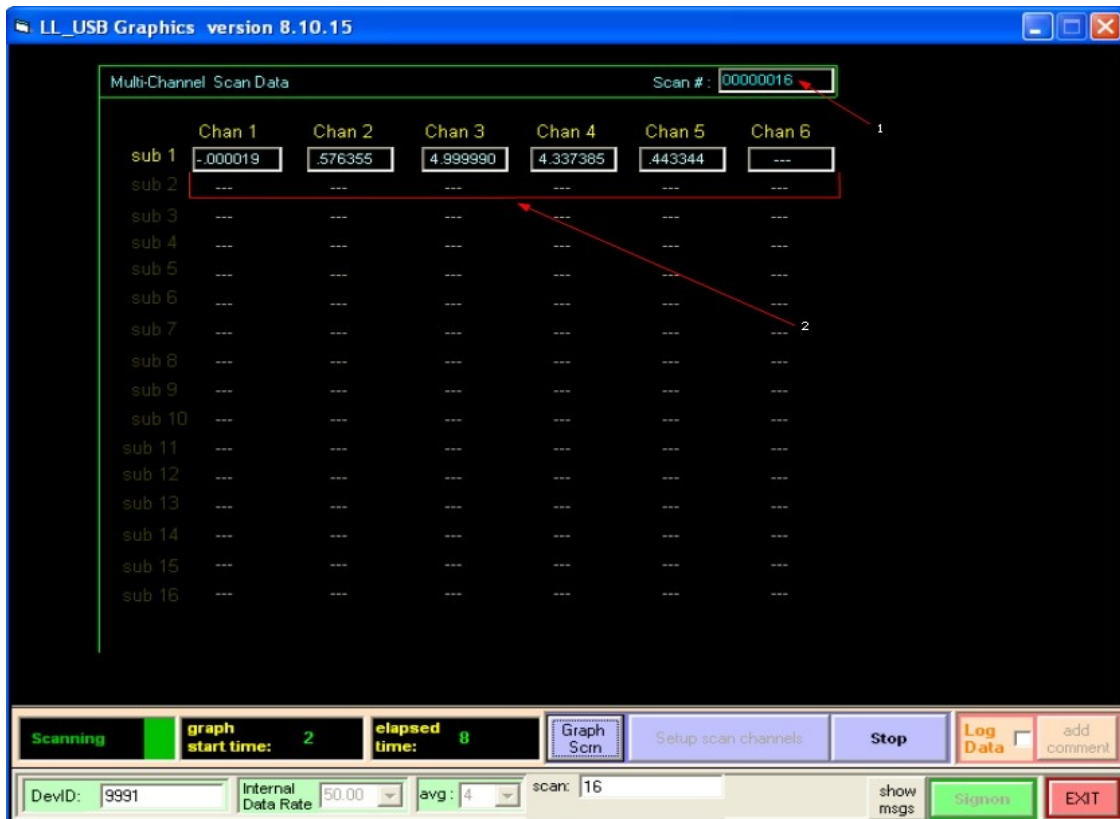 LL_USB Graphics version 8.10.15
Multi-Channel Scan Data Scan # : 00000016
1
Chan 1 Chan 2 Chan 3 Chan 4 Chan 5 Chan 6
sub 1 -.000019 .576355 4.999990 4.337385 .443344 ---
sub 2 --- --- --- --- --- ---
sub 3 --- --- --- --- --- ---
sub 4 --- --- --- --- --- ---
sub 5 --- --- --- --- --- ---
sub 6 --- --- --- --- --- ---
sub 7 --- --- --- --- --- --- 2
sub 8 --- --- --- --- --- ---
sub 9 --- --- --- --- --- ---
sub 10 --- --- --- --- --- ---
sub 11 --- --- --- --- --- ---
sub 12 --- --- --- --- --- ---
sub 13 --- --- --- --- --- ---
sub 14 --- --- --- --- --- ---
sub 15 --- --- --- --- --- ---
sub 16 --- --- --- --- --- ---
Scanning
graph
start time: 2
elapsed
time: 8
Graph
Scrn
Setup scan channels
Stop
Log
Data
add
comment
DevID: 9991
Internal
Data Rate 50.00
avg : 4
scan: 16
show
msgs
Signon
EXIT